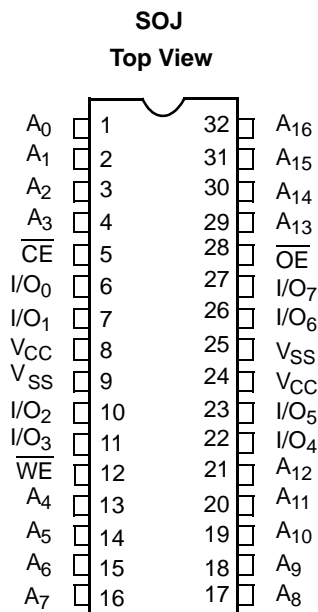 SOJ
Top View
A0 1 32 A16
A1 2 31 A15
A2 3 30 A14
A3 4 29 A13
C̅E̅ 5 28 O̅E̅
I/O0 6 27 I/O7
I/O1 7 26 I/O6
VCC 8 25 VSS
VSS 9 24 VCC
I/O2 10 23 I/O5
I/O3 11 22 I/O4
W̅E̅ 12 21 A12
A4 13 20 A11
A5 14 19 A10
A6 15 18 A9
A7 16 17 A8